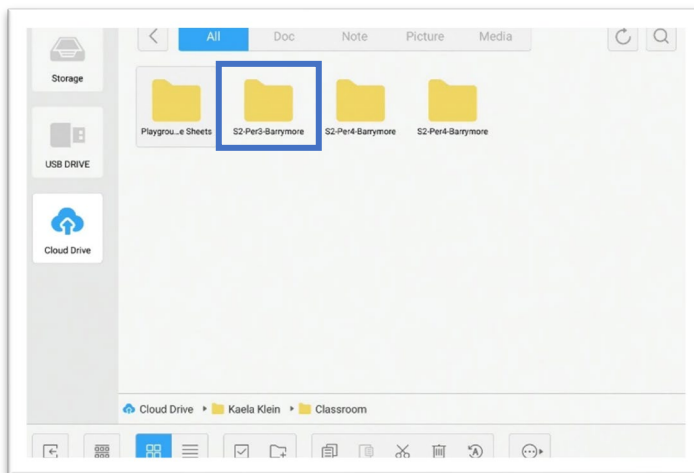 All Doc Note Picture Media
Storage
Playgrou...e Sheets S2-Per3-Barrymore S2-Per4-Barrymore S2-Per4-Barrymore
USB DRIVE
Cloud Drive
Cloud Drive Kaela Klein Classroom
A